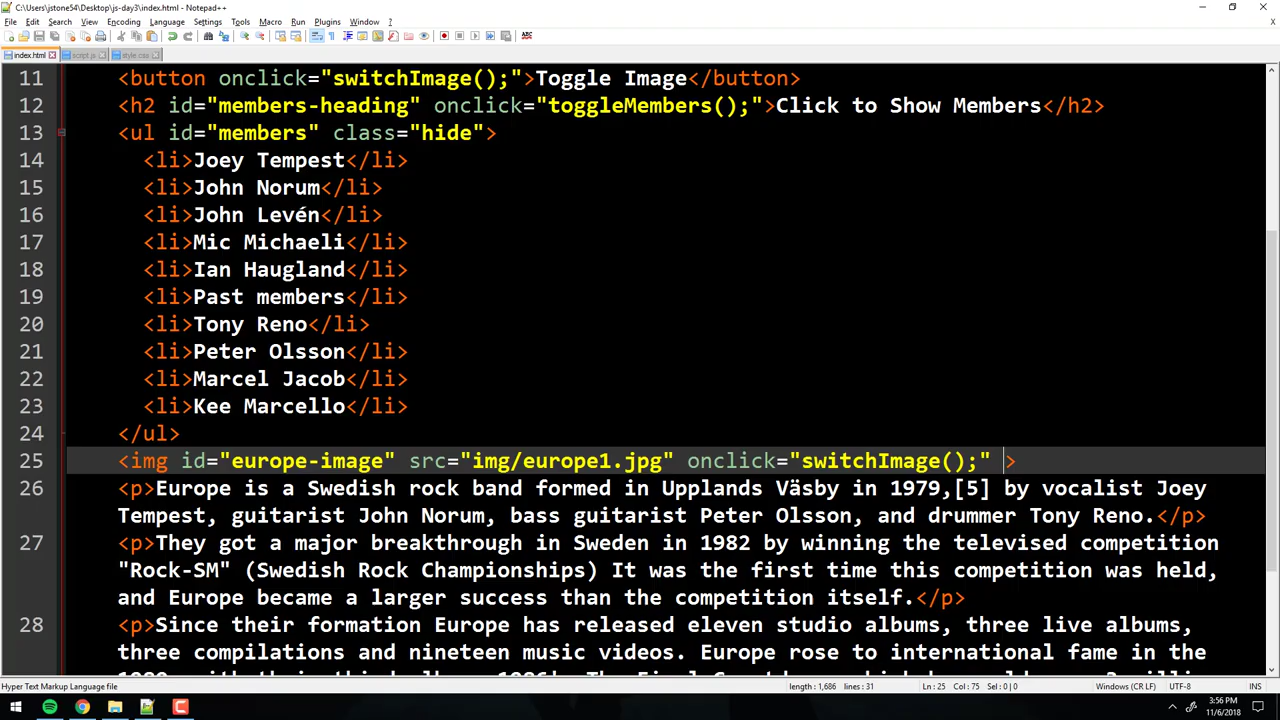 C:\Users\jstone54\Desktop\js-day3\index.html - Notepad++
File Edit Search View Encoding Language Settings Tools Macro Run Plugins Window ?
index.html script.js style.css
11 <button onclick="switchImage();">Toggle Image</button>
12 <h2 id="members-heading" onclick="toggleMembers();">Click to Show Members</h2>
13 <ul id="members" class="hide">
14 <li>Joey Tempest</li>
15 <li>John Norum</li>
16 <li>John Levén</li>
17 <li>Mic Michaeli</li>
18 <li>Ian Haugland</li>
19 <li>Past members</li>
20 <li>Tony Reno</li>
21 <li>Peter Olsson</li>
22 <li>Marcel Jacob</li>
23 <li>Kee Marcello</li>
24 </ul>
25 <img id="europe-image" src="img/europe1.jpg" onclick="switchImage();" >
26 <p>Europe is a Swedish rock band formed in Upplands Väsby in 1979,[5] by vocalist Joey
Tempest, guitarist John Norum, bass guitarist Peter Olsson, and drummer Tony Reno.</p>
27 <p>They got a major breakthrough in Sweden in 1982 by winning the televised competition
"Rock-SM" (Swedish Rock Championships) It was the first time this competition was held,
and Europe became a larger success than the competition itself.</p>
28 <p>Since their formation Europe has released eleven studio albums, three live albums,
three compilations and nineteen music videos. Europe rose to international fame in the
Hyper Text Markup Language file length : 1,686 lines : 31 Ln : 25 Col : 75 Sel : 0 | 0 Windows (CR LF) UTF-8 INS
3:56 PM
11/6/2018